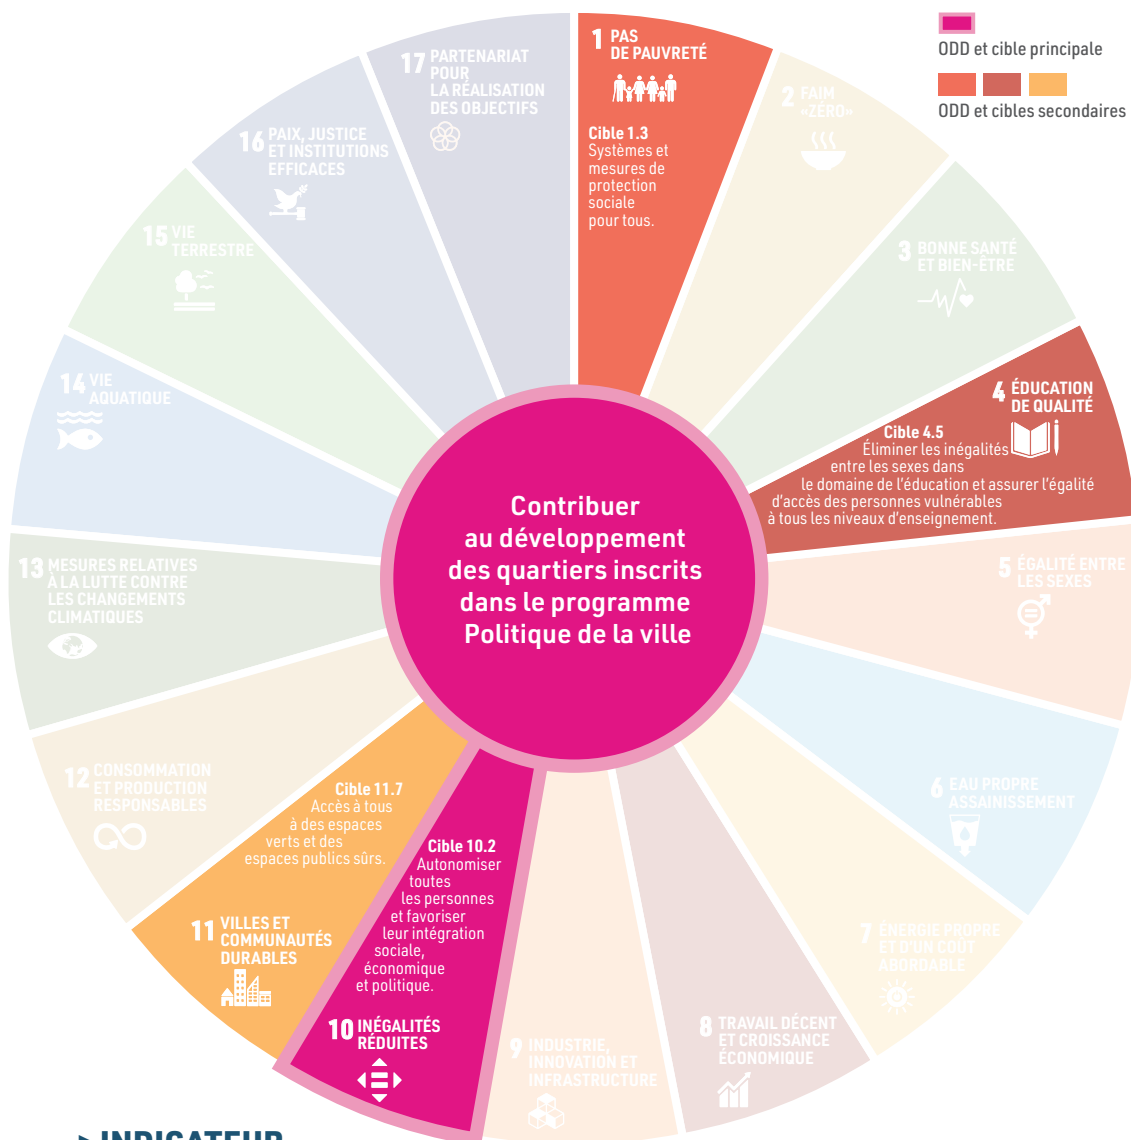 ODD et cible principale
ODD et cibles secondaires
1 PAS
DE PAUVRETÉ
Cible 1.3
Systèmes et
mesures de
protection
sociale
pour tous.
2 FAIM
«ZÉRO»
3 BONNE SANTÉ
ET BIEN-ÊTRE
4 ÉDUCATION
DE QUALITÉ
Cible 4.5
Éliminer les inégalités
entre les sexes dans
le domaine de l’éducation et assurer l’égalité
d’accès des personnes vulnérables
à tous les niveaux d’enseignement.
5 ÉGALITÉ ENTRE
LES SEXES
6 EAU PROPRE
ASSAINISSEMENT
7 ÉNERGIE PROPRE
ET D’UN COÛT
ABORDABLE
8 TRAVAIL DÉCENT
ET CROISSANCE
ÉCONOMIQUE
9 INDUSTRIE,
INNOVATION ET
INFRASTRUCTURE
Cible 10.2
Autonomiser
toutes
les personnes
et favoriser
leur intégration
sociale,
économique
et politique.
10 INÉGALITÉS
RÉDUITES
Cible 11.7
Accès à tous
à des espaces
verts et des
espaces publics sûrs.
11 VILLES ET
COMMUNAUTÉS
DURABLES
12 CONSOMMATION
ET PRODUCTION
RESPONSABLES
13 MESURES RELATIVES
À LA LUTTE CONTRE
LES CHANGEMENTS
CLIMATIQUES
14 VIE
AQUATIQUE
15 VIE
TERRESTRE
16 PAIX, JUSTICE
ET INSTITUTIONS
EFFICACES
17 PARTENARIAT
POUR
LA RÉALISATION
DES OBJECTIFS
Contribuer
au développement
des quartiers inscrits
dans le programme
Politique de la ville
INDICATEUR